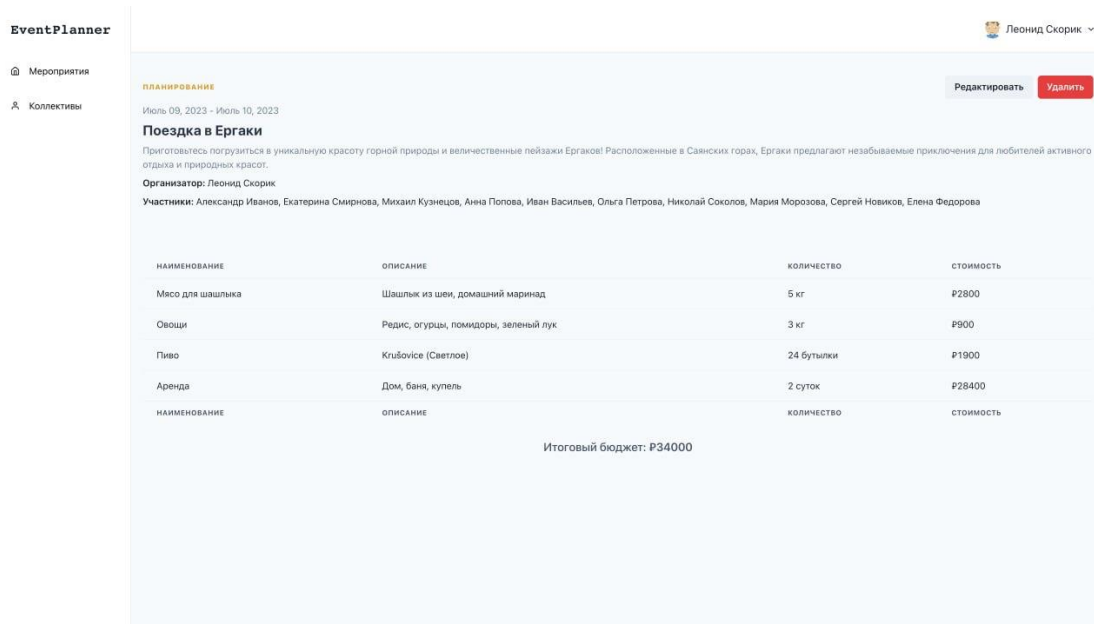 EventPlanner
Леонид Скорик
Мероприятия
Коллективы
ПЛАНИРОВАНИЕ
Редактировать Удалить
Июль 09, 2023 - Июль 10, 2023
Поездка в Ергаки
Приготовьтесь погрузиться в уникальную красоту горной природы и величественные пейзажи Ергаков! Расположенные в Саянских горах, Ергаки предлагают незабываемые приключения для любителей активного
отдыха и природных красот.
Организатор: Леонид Скорик
Участники: Александр Иванов, Екатерина Смирнова, Михаил Кузнецов, Анна Попова, Иван Васильев, Ольга Петрова, Николай Соколов, Мария Морозова, Сергей Новиков, Елена Федорова
НАИМЕНОВАНИЕ ОПИСАНИЕ КОЛИЧЕСТВО СТОИМОСТЬ
Мясо для шашлыка Шашлык из шеи, домашний маринад 5 кг ₽2800
Овощи Редис, огурцы, помидоры, зеленый лук 3 кг ₽900
Пиво Krušovice (Светлое) 24 бутылки ₽1900
Аренда Дом, баня, купель 2 суток ₽28400
НАИМЕНОВАНИЕ ОПИСАНИЕ КОЛИЧЕСТВО СТОИМОСТЬ
Итоговый бюджет: ₽34000